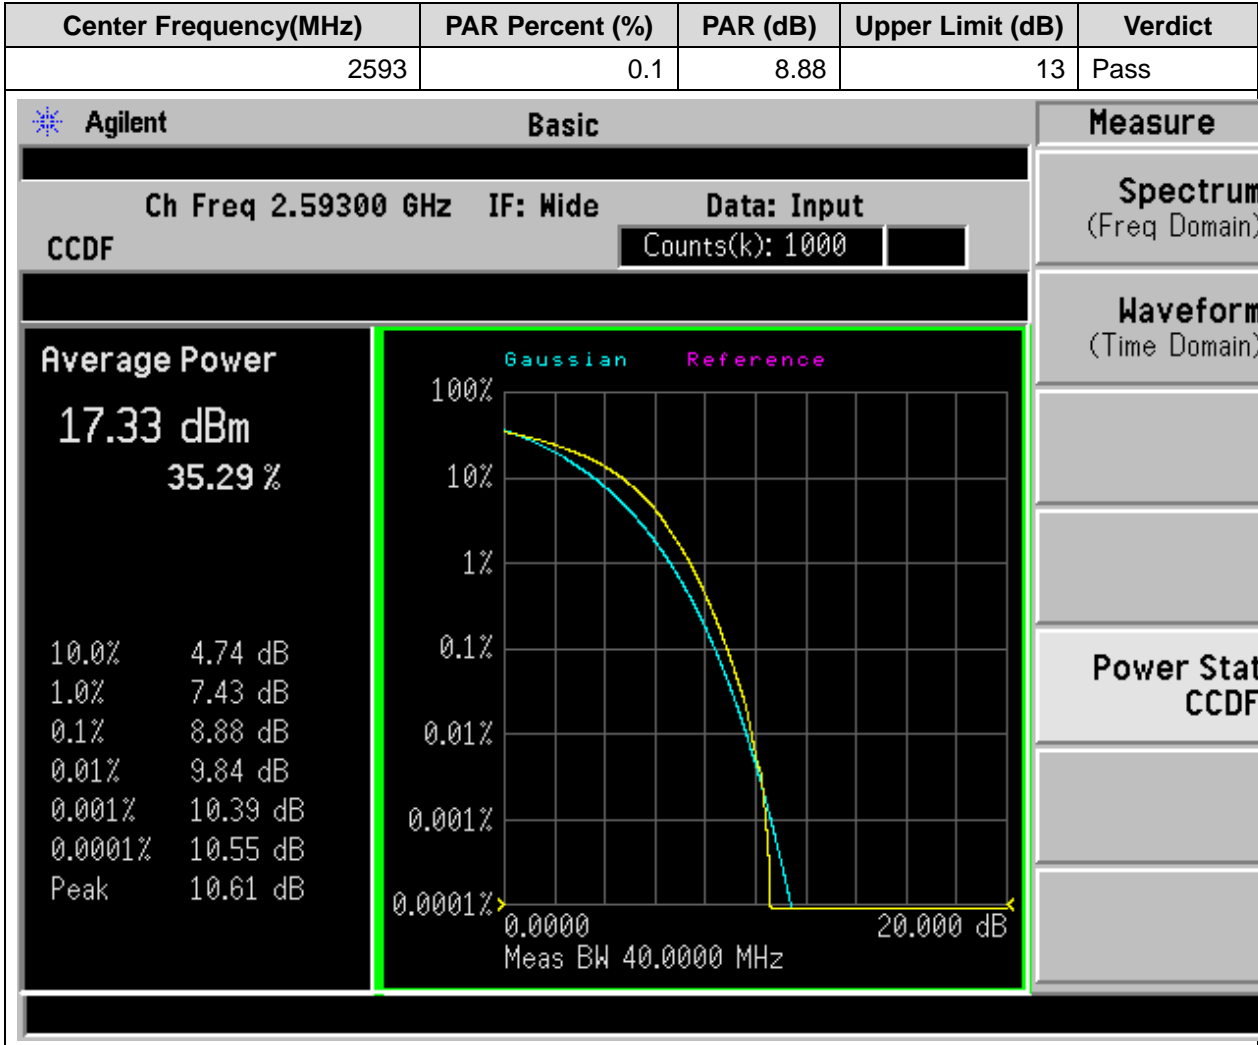 Center Frequency(MHz) PAR Percent (%) PAR (dB) Upper Limit (dB) Verdict
2593 0.1 8.88 13 Pass
Agilent Basic Measure
Ch Freq 2.59300 GHz IF: Wide Data: Input
CCDF Counts(k): 1000
Spectrum
(Freq Domain)
Waveform
(Time Domain)
Power Stat
CCDF
Average Power
17.33 dBm
35.29 %
10.0% 4.74 dB
1.0% 7.43 dB
0.1% 8.88 dB
0.01% 9.84 dB
0.001% 10.39 dB
0.0001% 10.55 dB
Peak 10.61 dB
Gaussian Reference
100%
10%
1%
0.1%
0.01%
0.001%
0.0001%
0.0000 20.000 dB
Meas BW 40.0000 MHz